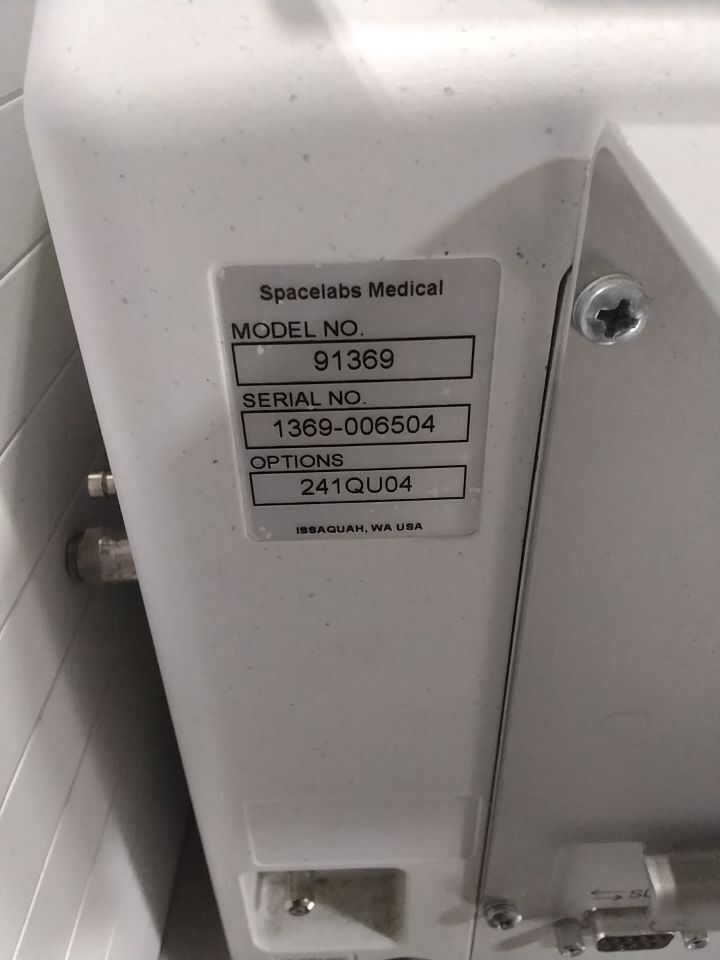 Spacelabs Medical
MODEL NO.
91369
SERIAL NO.
1369-006504
OPTIONS
241QU04
ISSAQUAH, WA USA